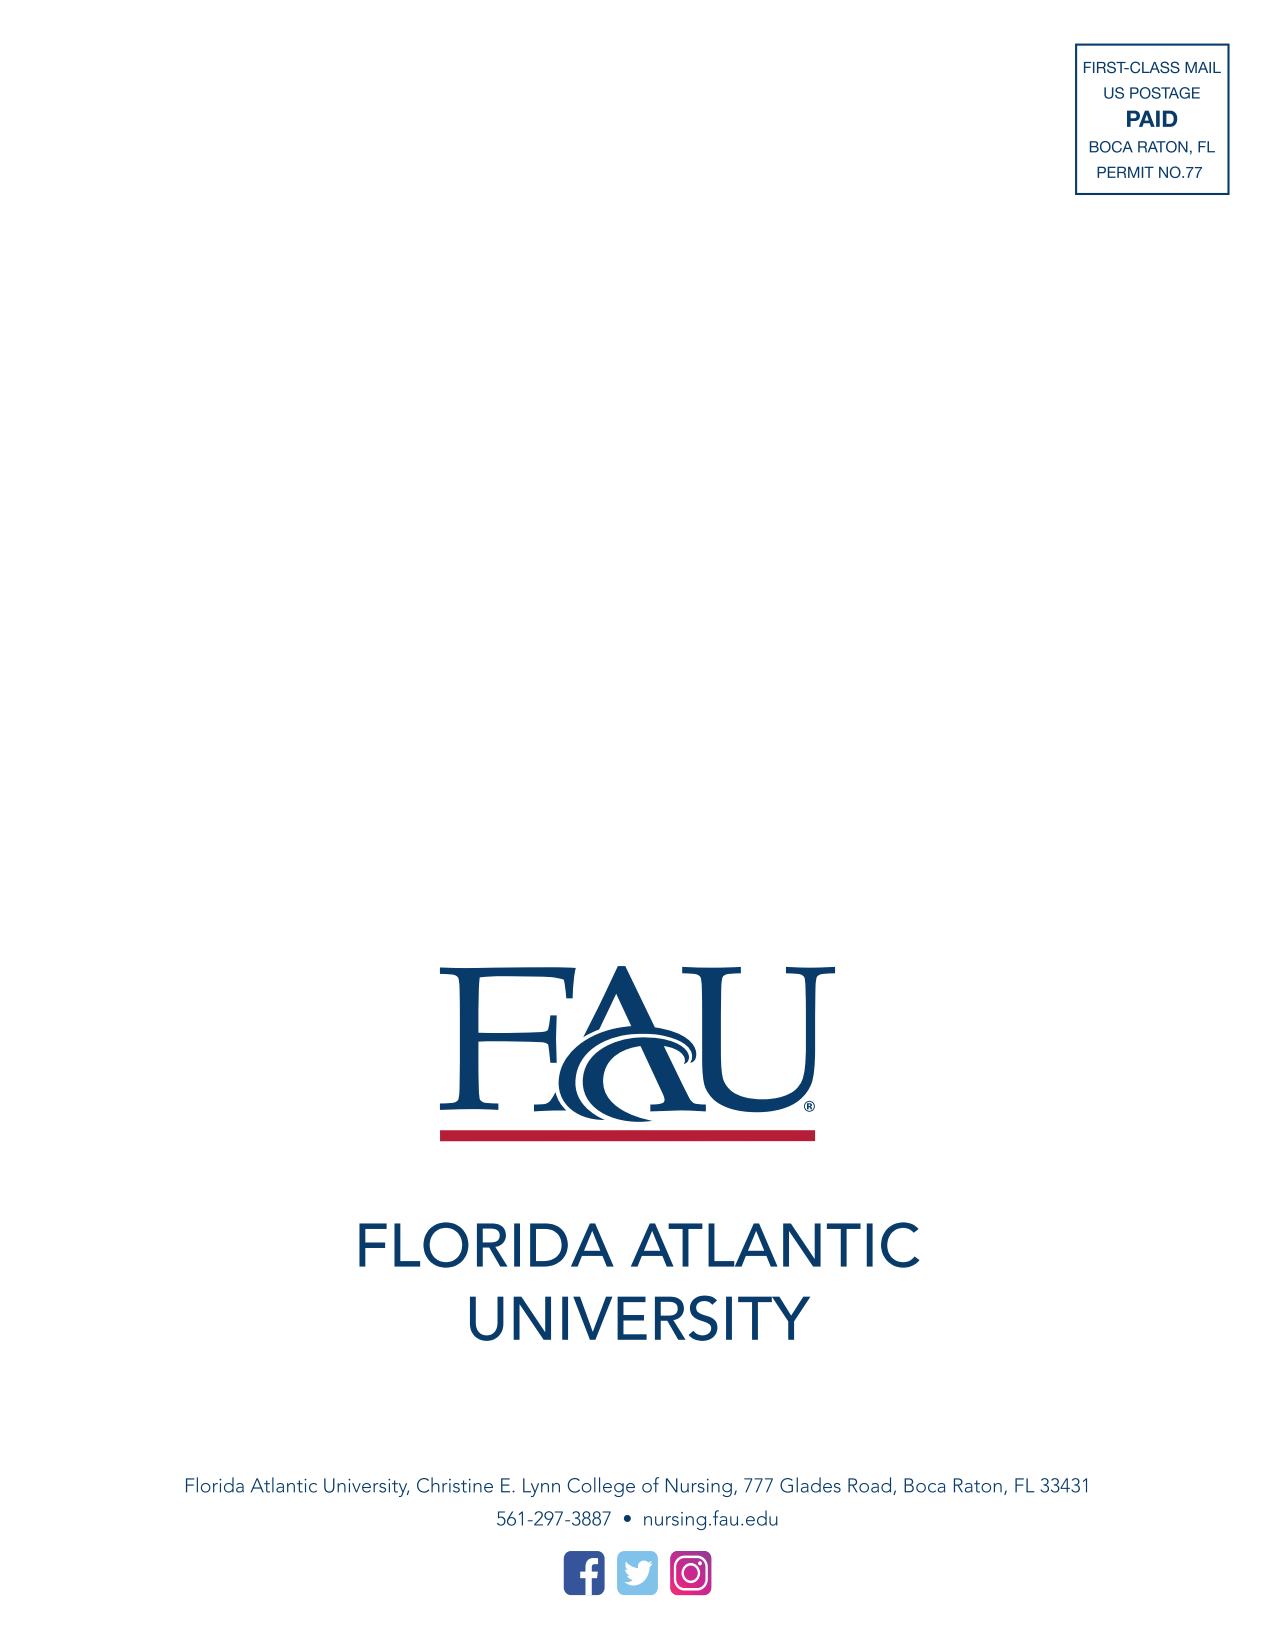 FIRST-CLASS MAIL
US POSTAGE
PAID
BOCA RATON, FL
PERMIT NO.77
FAU®
FLORIDA ATLANTIC
UNIVERSITY
Florida Atlantic University, Christine E. Lynn College of Nursing, 777 Glades Road, Boca Raton, FL 33431
561-297-3887 • nursing.fau.edu